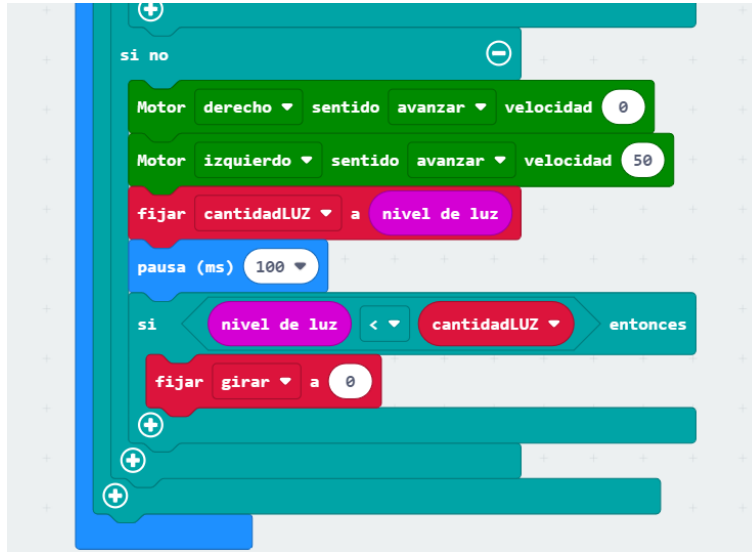 si no
Motor derecho sentido avanzar velocidad 0
Motor izquierdo sentido avanzar velocidad 50
fijar cantidadLUZ a nivel de luz
pausa (ms) 100
si nivel de luz < cantidadLUZ entonces
fijar girar a 0